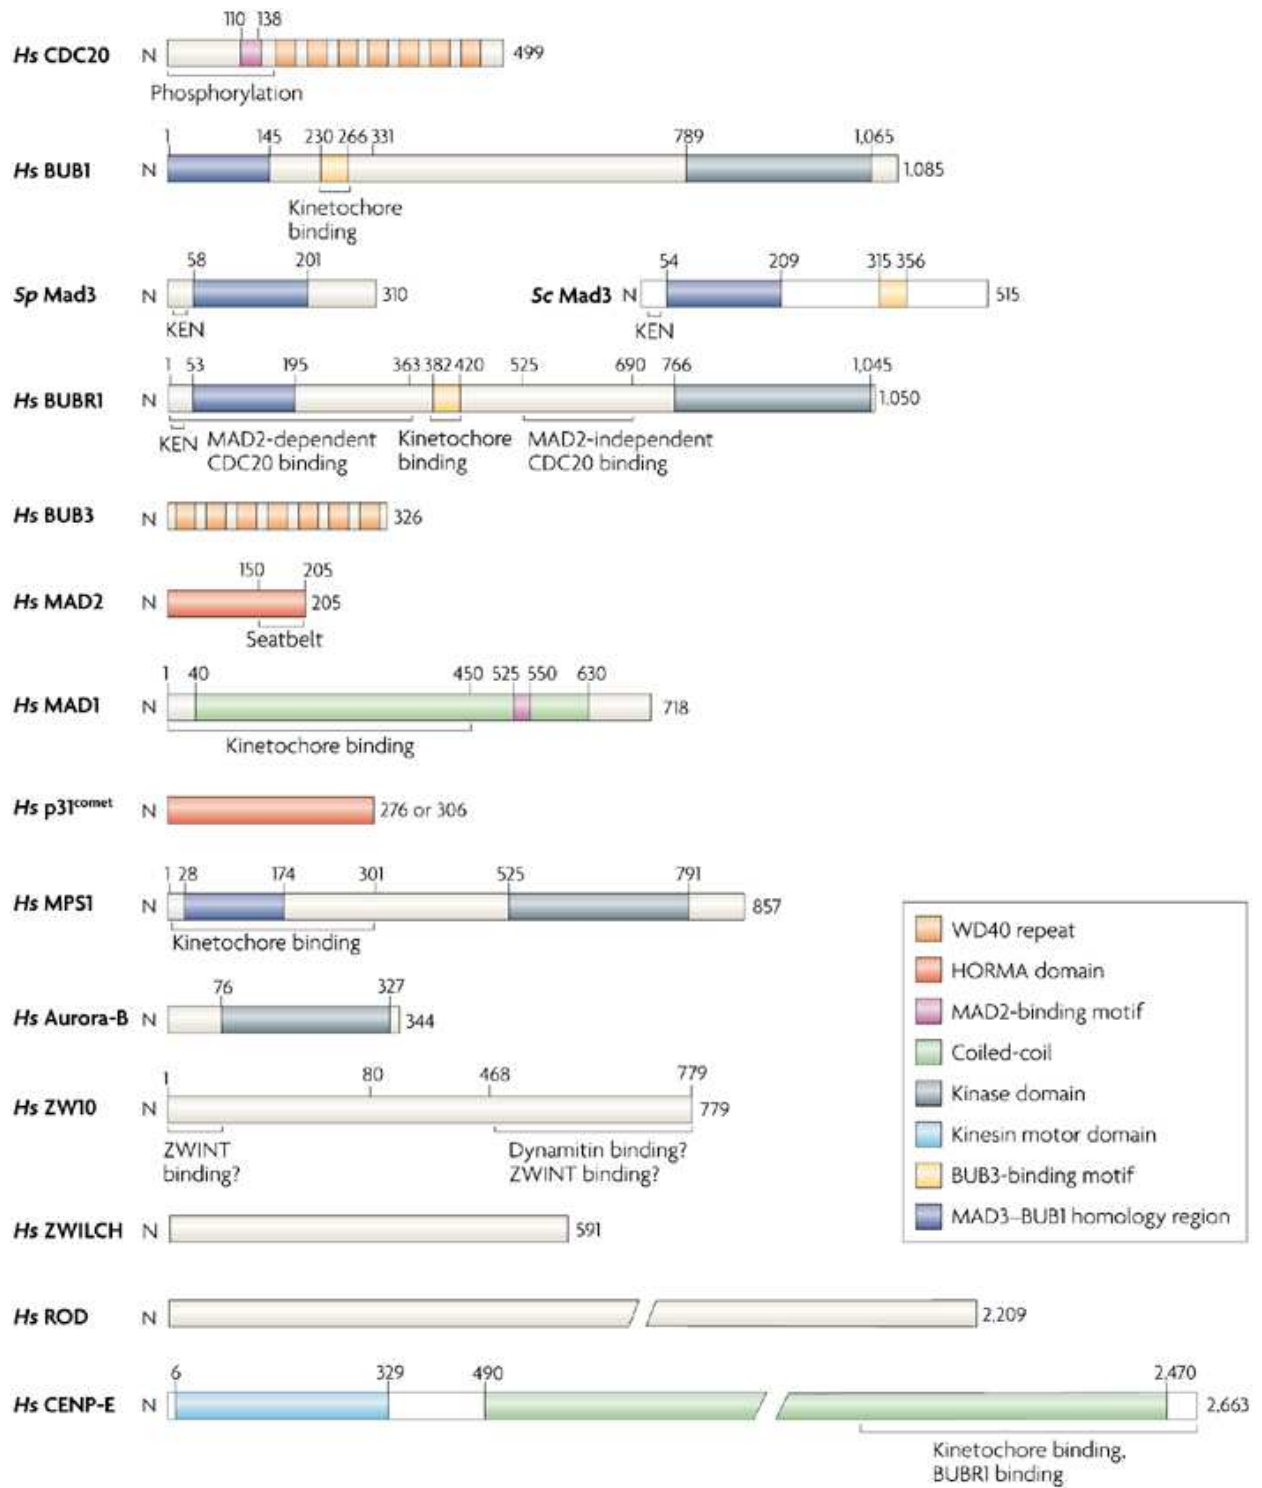 110 138
Hs CDC20 N 499
Phosphorylation
1 145 230 266 331 789 1,065
Hs BUB1 N 1,085
Kinetochore
binding
58 201 54 209 315 356
Sp Mad3 N 310 Sc Mad3 N 515
KEN KEN
1 53 195 363 382 420 525 690 766 1,045
Hs BUBR1 N 1,050
KEN MAD2-dependent Kinetochore MAD2-independent
CDC20 binding binding CDC20 binding
Hs BUB3 N 326
150 205
Hs MAD2 N 205
Seatbelt
1 40 450 525 550 630
Hs MAD1 N 718
Kinetochore binding
Hs p31comet N 276 or 306
1 28 174 301 525 791
Hs MPS1 N 857
Kinetochore binding
76 327
Hs Aurora-B N 344
1 80 468 779
Hs ZW10 N 779
ZWINT Dynamitin binding?
binding? ZWINT binding?
Hs ZWILCH N 591
Hs ROD N 2,209
6 329 490 2,470
Hs CENP-E N 2,663
Kinetochore binding,
BUBR1 binding
WD40 repeat
HORMA domain
MAD2-binding motif
Coiled-coil
Kinase domain
Kinesin motor domain
BUB3-binding motif
MAD3–BUB1 homology region